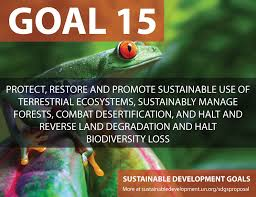 GOAL 15
PROTECT, RESTORE AND PROMOTE SUSTAINABLE USE OF
TERRESTRIAL ECOSYSTEMS, SUSTAINABLY MANAGE
FORESTS, COMBAT DESERTIFICATION, AND HALT AND
REVERSE LAND DEGRADATION AND HALT
BIODIVERSITY LOSS
SUSTAINABLE DEVELOPMENT GOALS
More at sustainabledevelopment.un.org/sdgsproposal